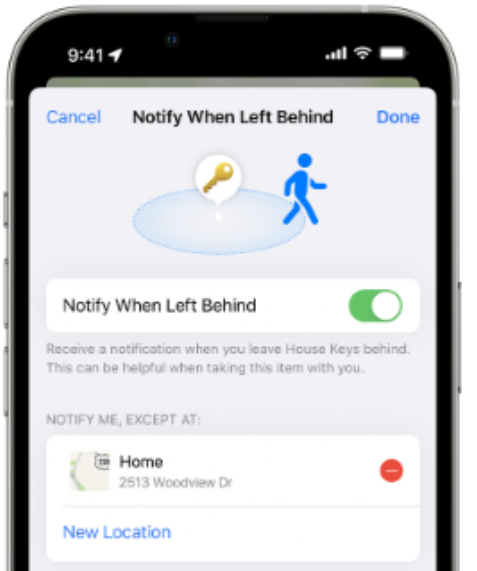 9:41
Cancel Notify When Left Behind Done
Notify When Left Behind
Receive a notification when you leave House Keys behind.
This can be helpful when taking this item with you.
NOTIFY ME, EXCEPT AT:
Home
2513 Woodview Dr
New Location